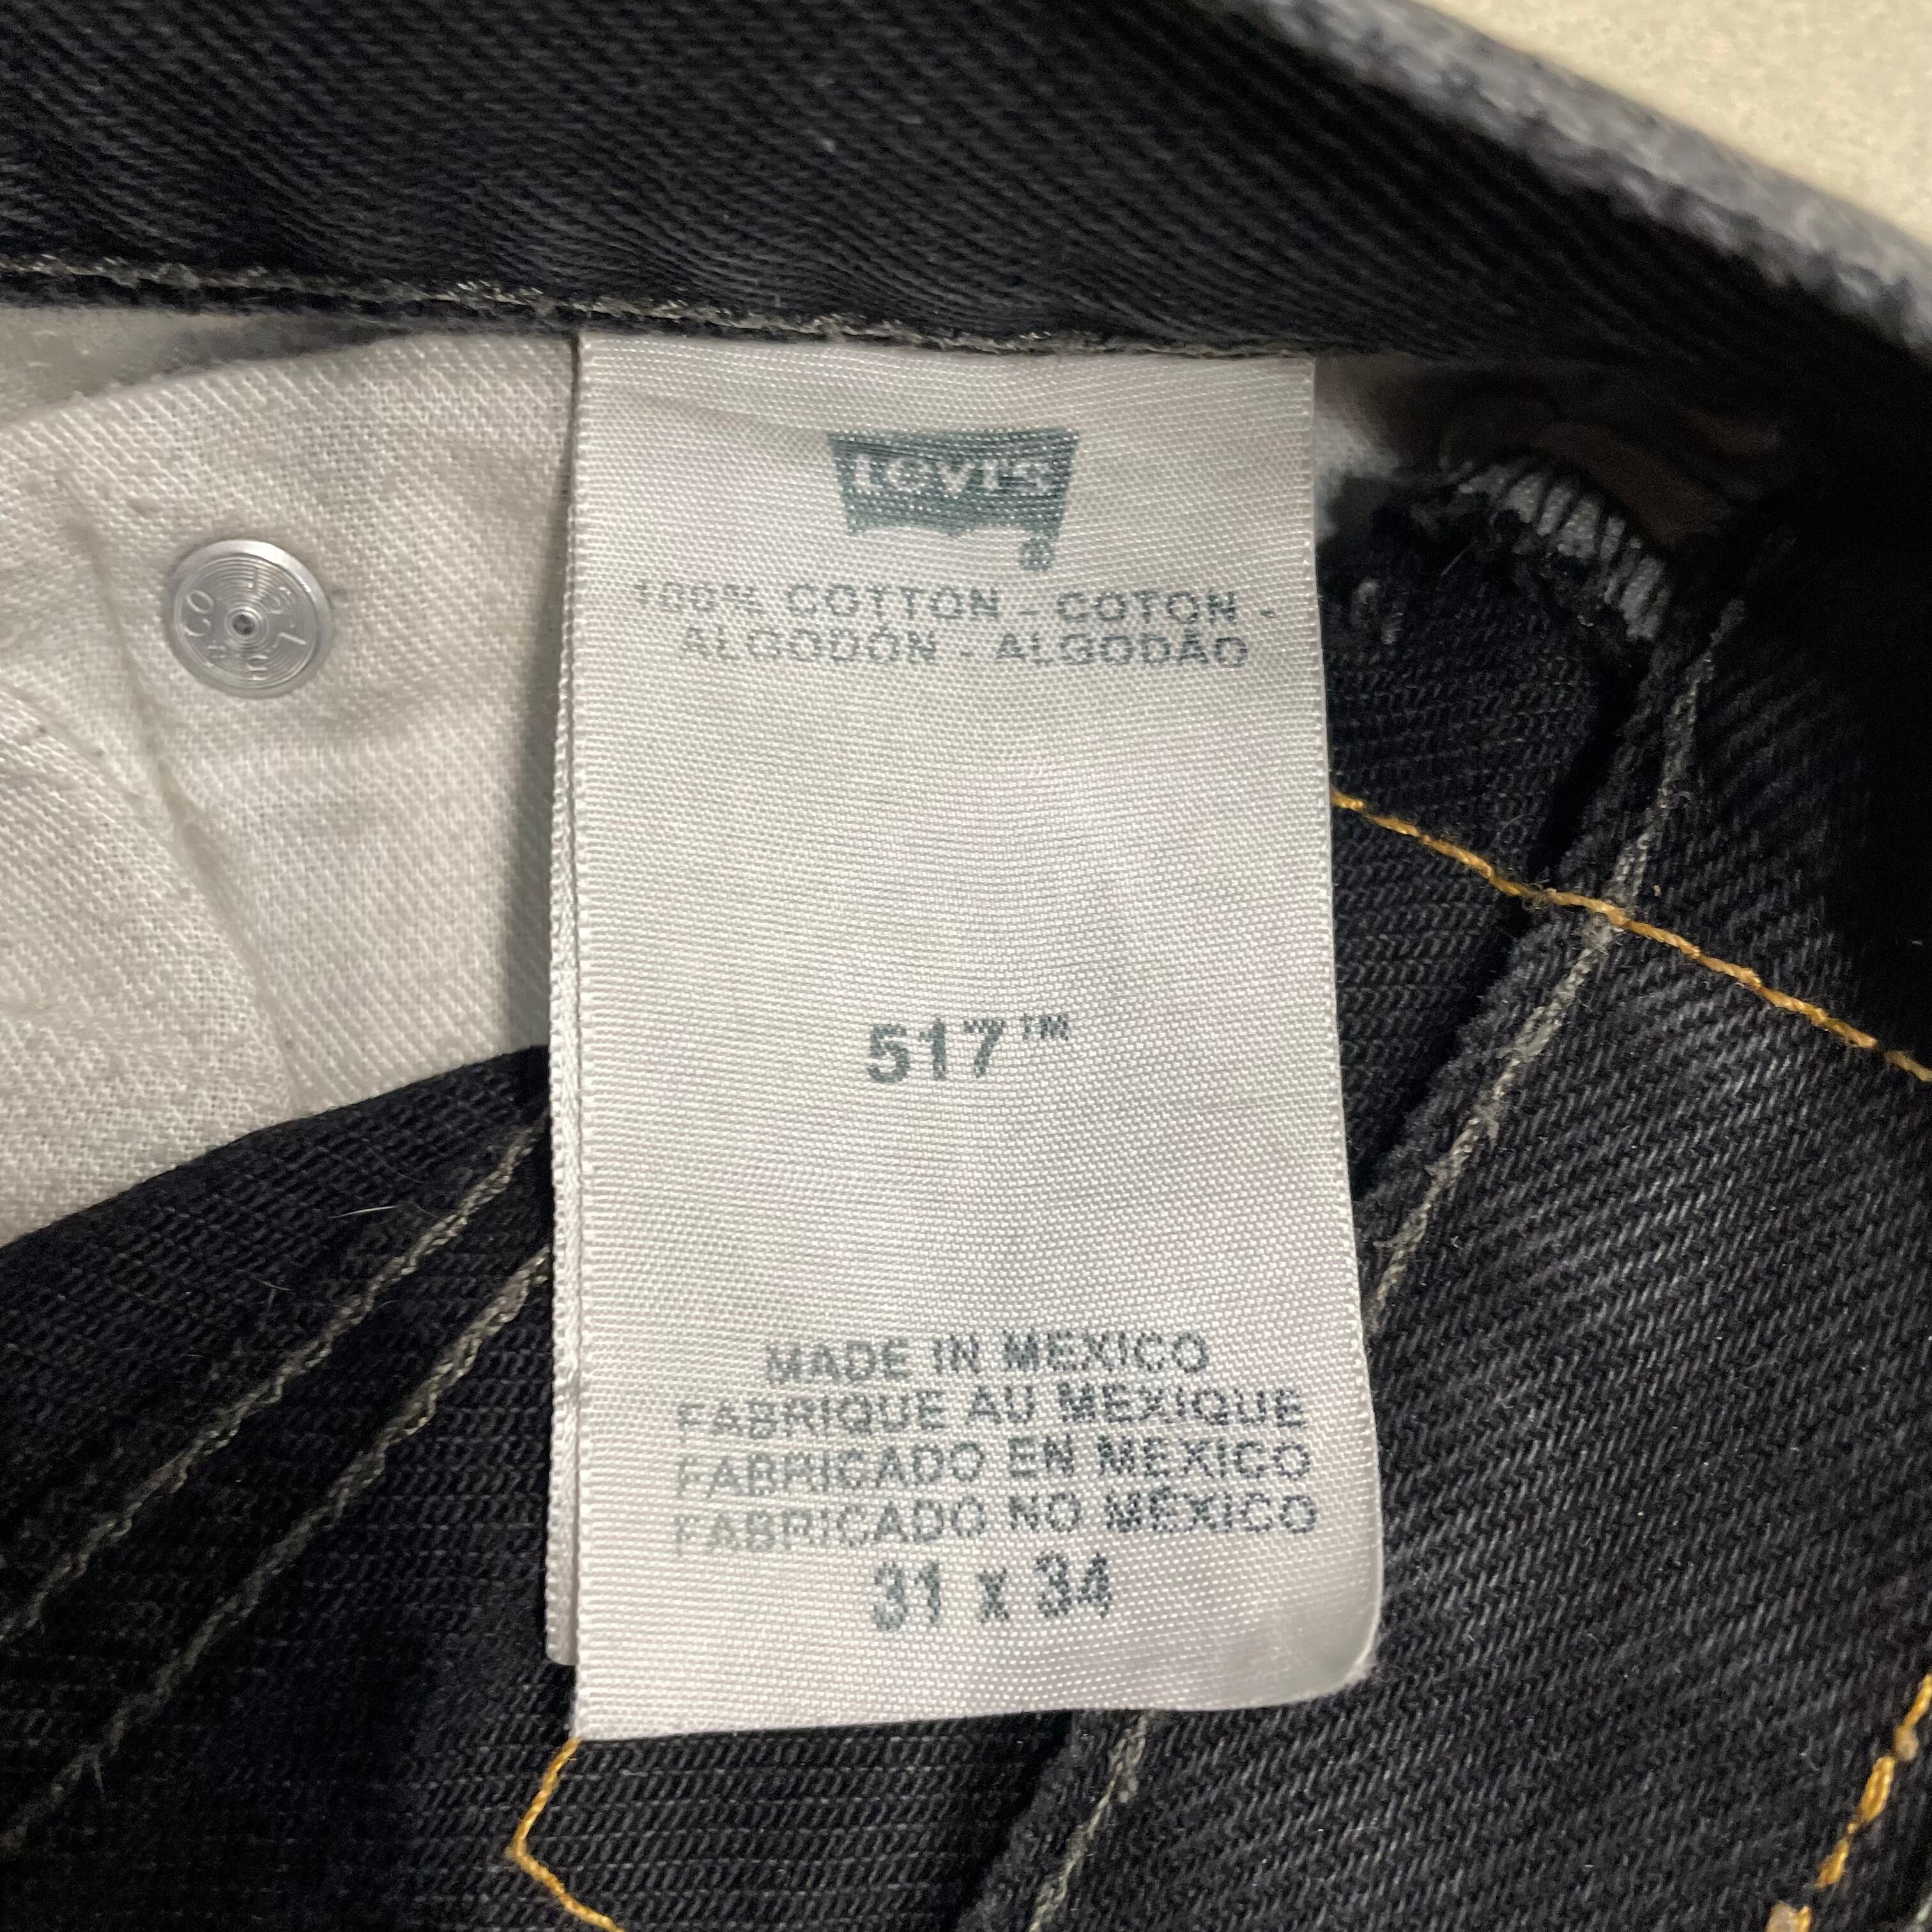 Levi's
®
100% COTTON - COTON -
ALGODÓN - ALGODÃO
517™
MADE IN MEXICO
FABRIQUE AU MEXIQUE
FABRICADO EN MEXICO
FABRICADO NO MÉXICO
31 x 34